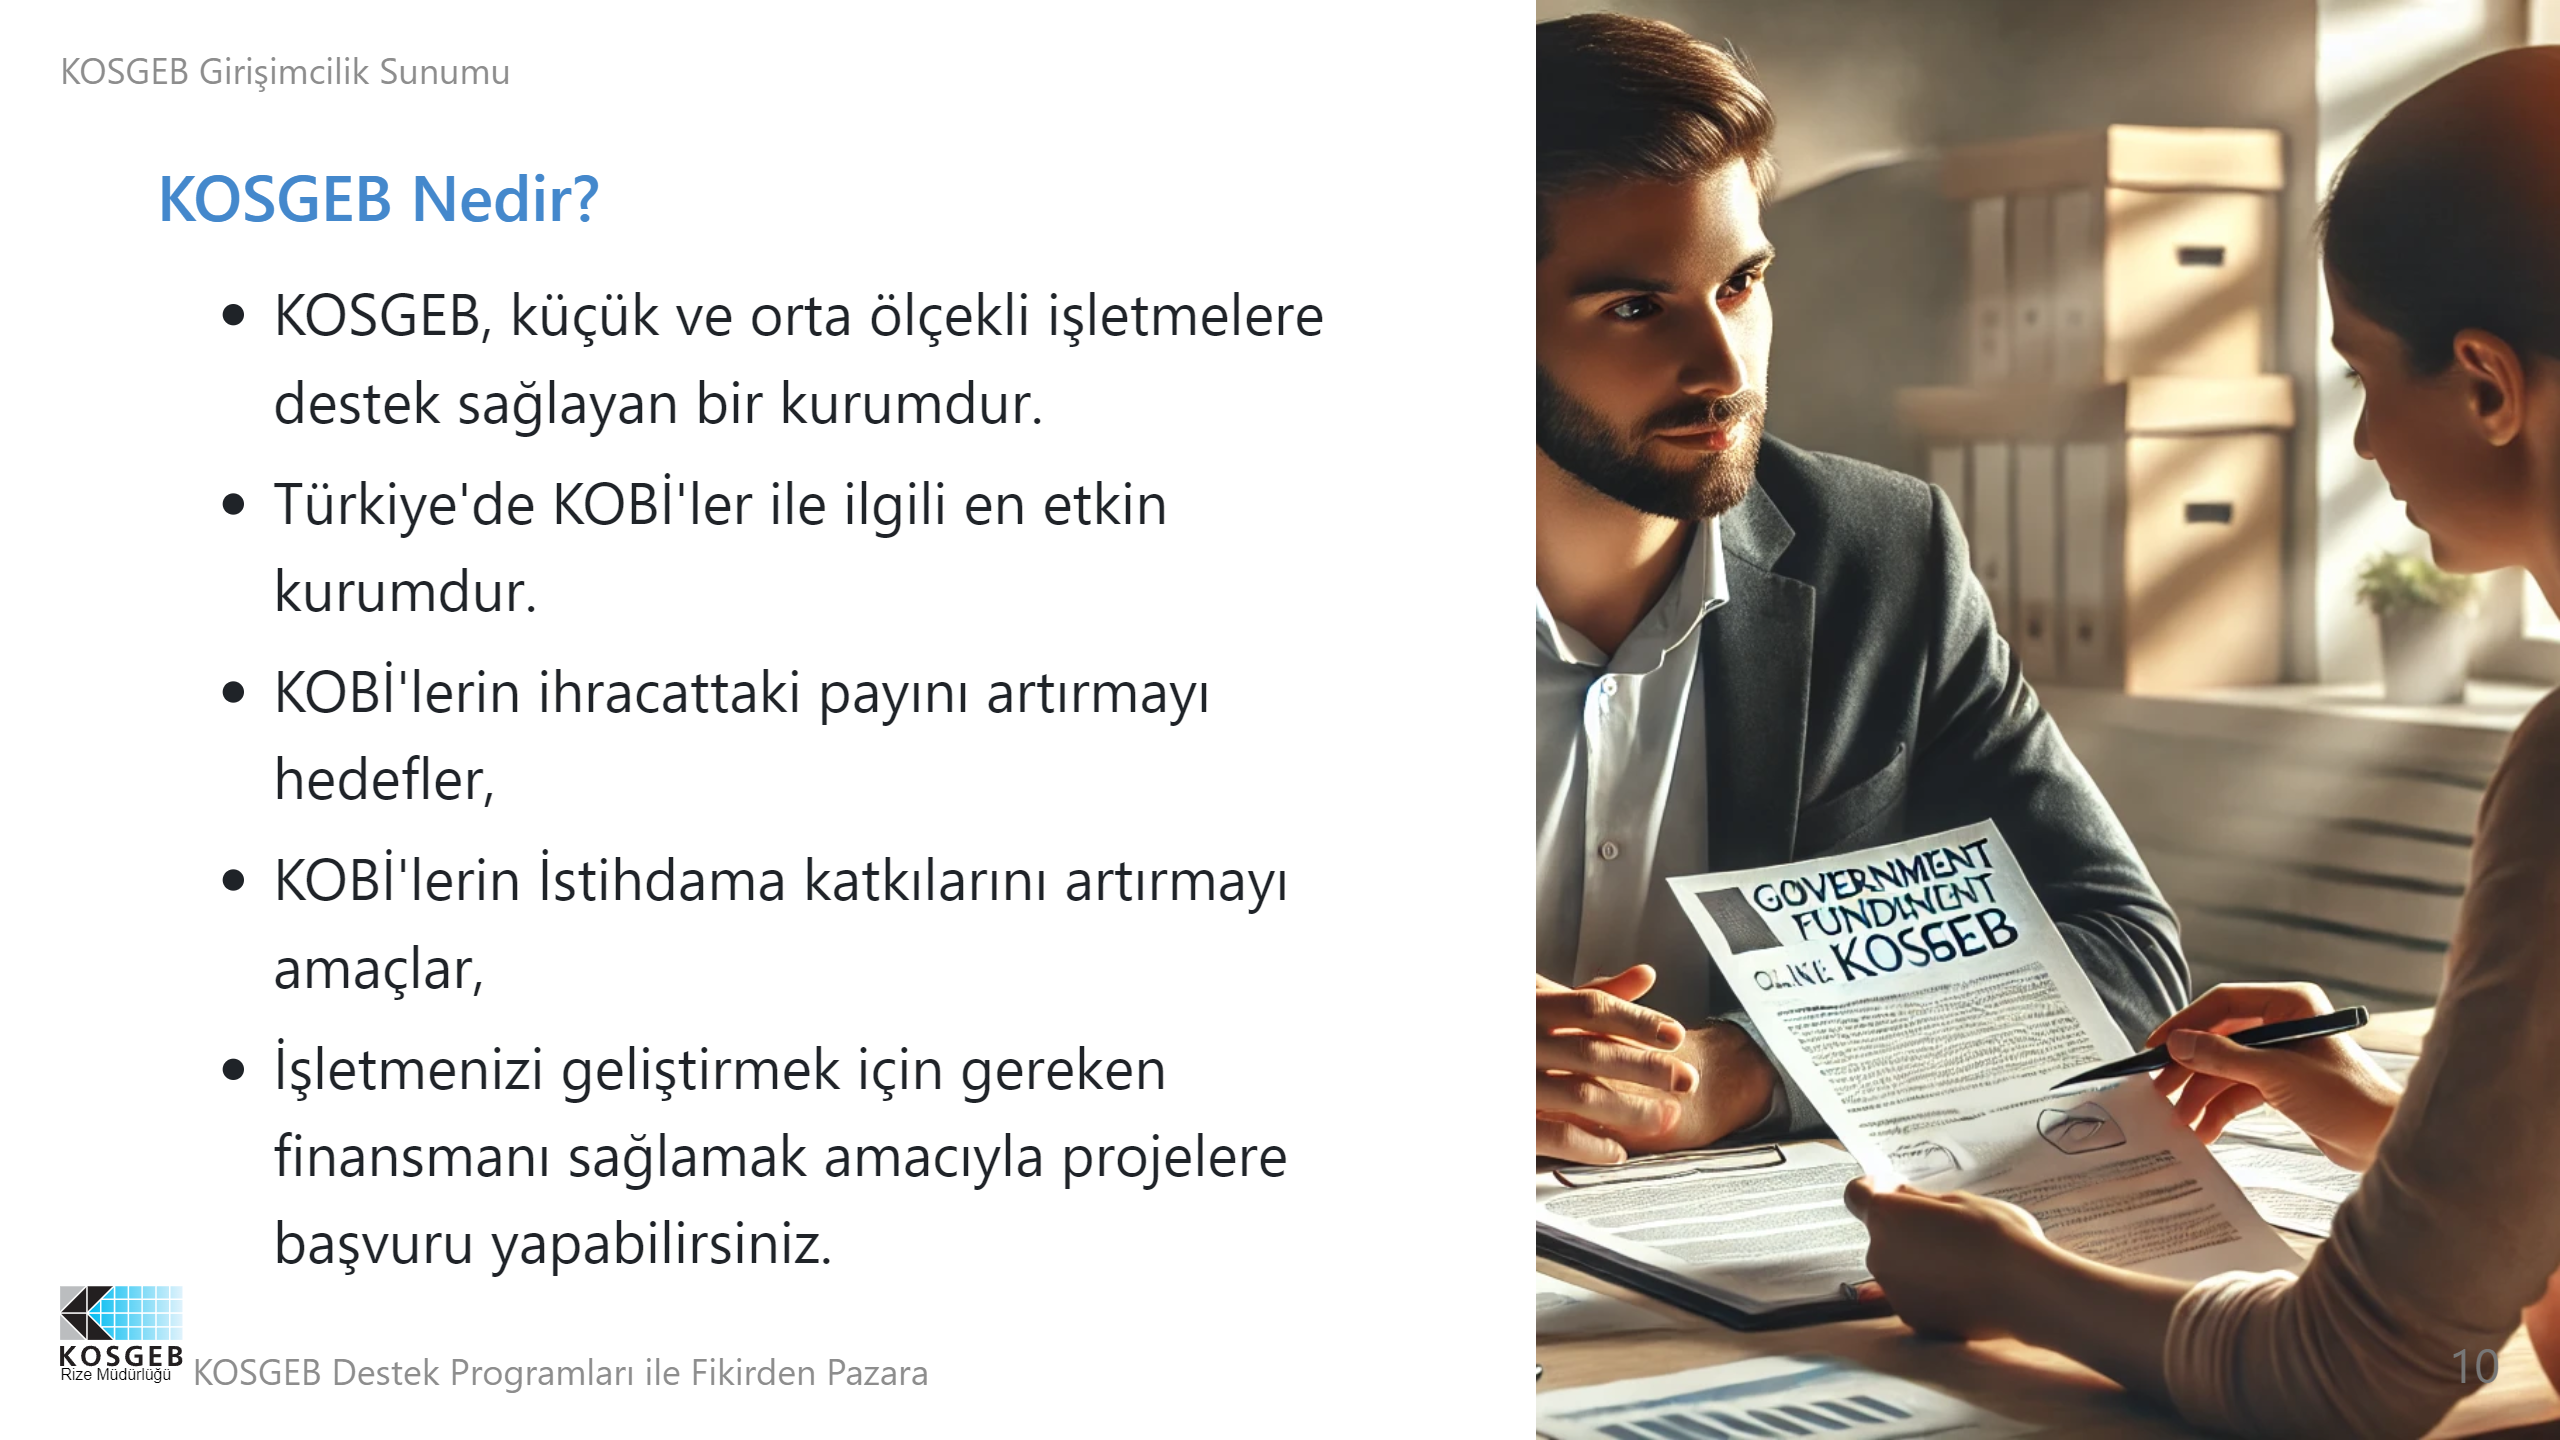 KOSGEB Girişimcilik Sunumu
KOSGEB Nedir?
• KOSGEB, küçük ve orta ölçekli işletmelere
destek sağlayan bir kurumdur.
• Türkiye'de KOBİ'ler ile ilgili en etkin
kurumdur.
• KOBİ'lerin ihracattaki payını artırmayı
hedefler,
• KOBİ'lerin İstihdama katkılarını artırmayı
amaçlar,
• İşletmenizi geliştirmek için gereken
finansmanı sağlamak amacıyla projelere
başvuru yapabilirsiniz.
KOSGEB
Rize Müdürlüğü
KOSGEB Destek Programları ile Fikirden Pazara
GOVERNMENT
KOSGEB
10